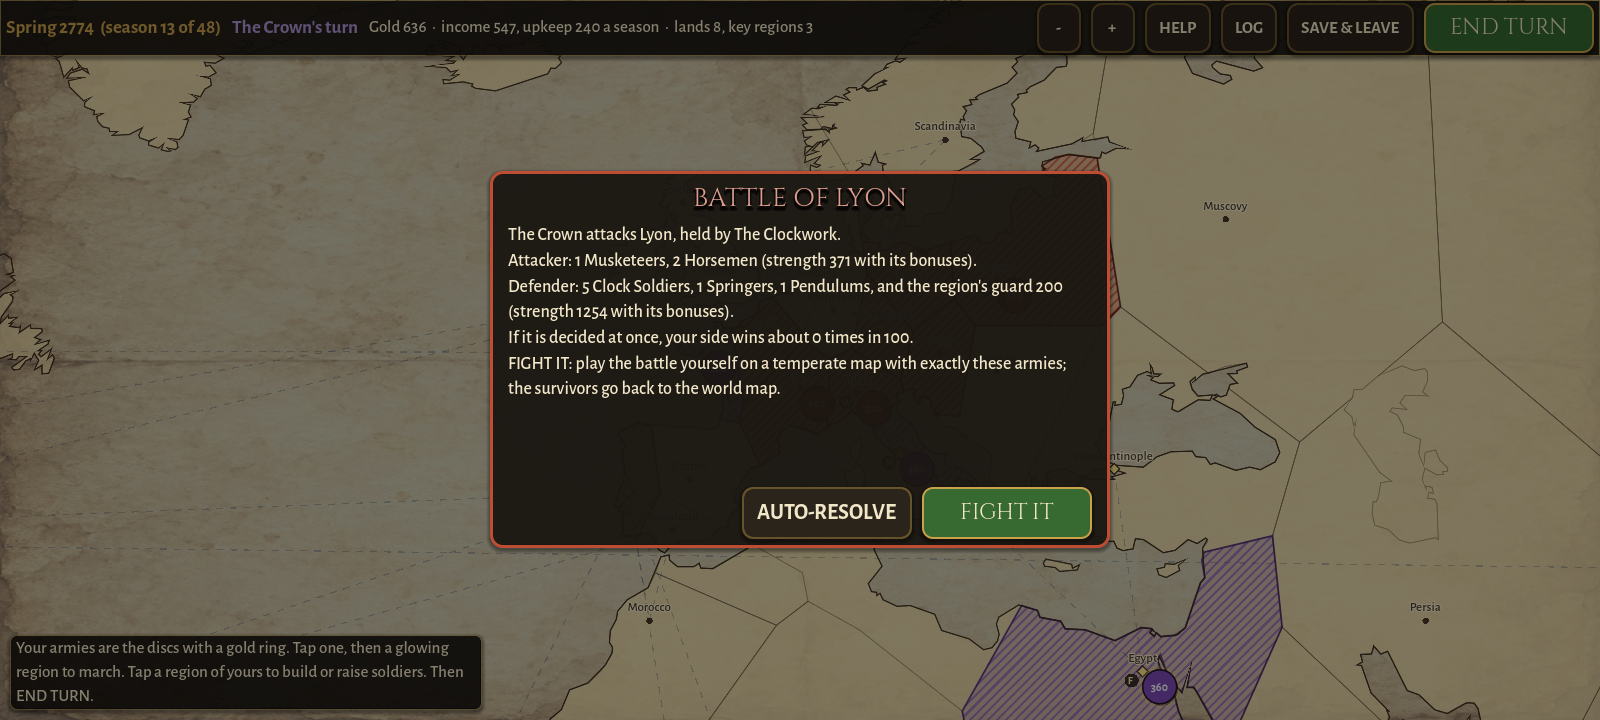 Spring 2774 (season 13 of 48) The Crown's turn Gold 636 · income 547, upkeep 240 a season · lands 8, key regions 3
- + HELP LOG SAVE & LEAVE END TURN
Scandinavia
Muscovy
BATTLE OF LYON
The Crown attacks Lyon, held by The Clockwork.
Attacker: 1 Musketeers, 2 Horsemen (strength 371 with its bonuses).
Defender: 5 Clock Soldiers, 1 Springers, 1 Pendulums, and the region's guard 200
(strength 1254 with its bonuses).
If it is decided at once, your side wins about 0 times in 100.
FIGHT IT: play the battle yourself on a temperate map with exactly these armies;
the survivors go back to the world map.
ntinople
AUTO-RESOLVE FIGHT IT
Morocco
Persia
Your armies are the discs with a gold ring. Tap one, then a glowing
region to march. Tap a region of yours to build or raise soldiers. Then
END TURN.
Egypt
F
360